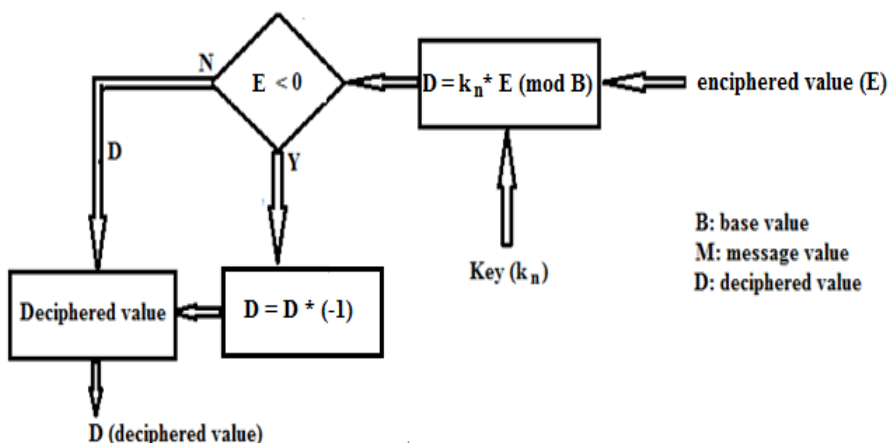 N
E < 0
D = kₙ* E (mod B)
enciphered value (E)
D
Y
B: base value
M: message value
D: deciphered value
Key (kₙ)
Deciphered value
D = D * (-1)
D (deciphered value)